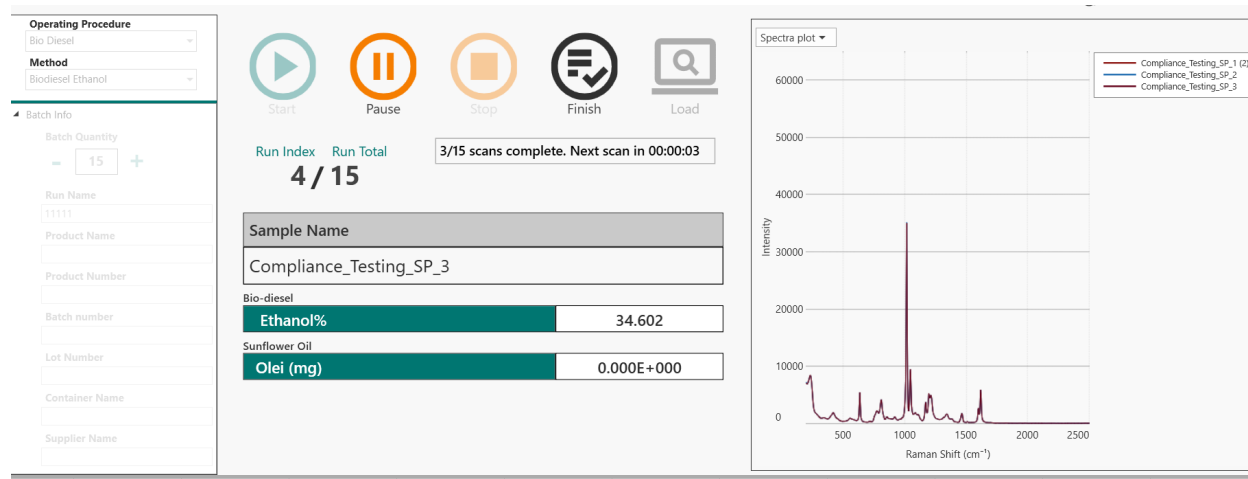 Operating Procedure
Bio Diesel
Method
Biodiesel Ethanol
Batch Info
Batch Quantity
- 15 +
Run Name
11111
Product Name
Product Number
Batch number
Lot Number
Container Name
Supplier Name
Start
Pause
Stop
Finish
Load
Run Index Run Total
4 / 15
3/15 scans complete. Next scan in 00:00:03
Sample Name
Compliance_Testing_SP_3
Bio-diesel
Ethanol% 34.602
Sunflower Oil
Olei (mg) 0.000E+000
Spectra plot
Compliance_Testing_SP_1 (2)
Compliance_Testing_SP_2
Compliance_Testing_SP_3
60000
50000
40000
30000
20000
10000
0
Intensity
500 1000 1500 2000 2500
Raman Shift (cm⁻¹)